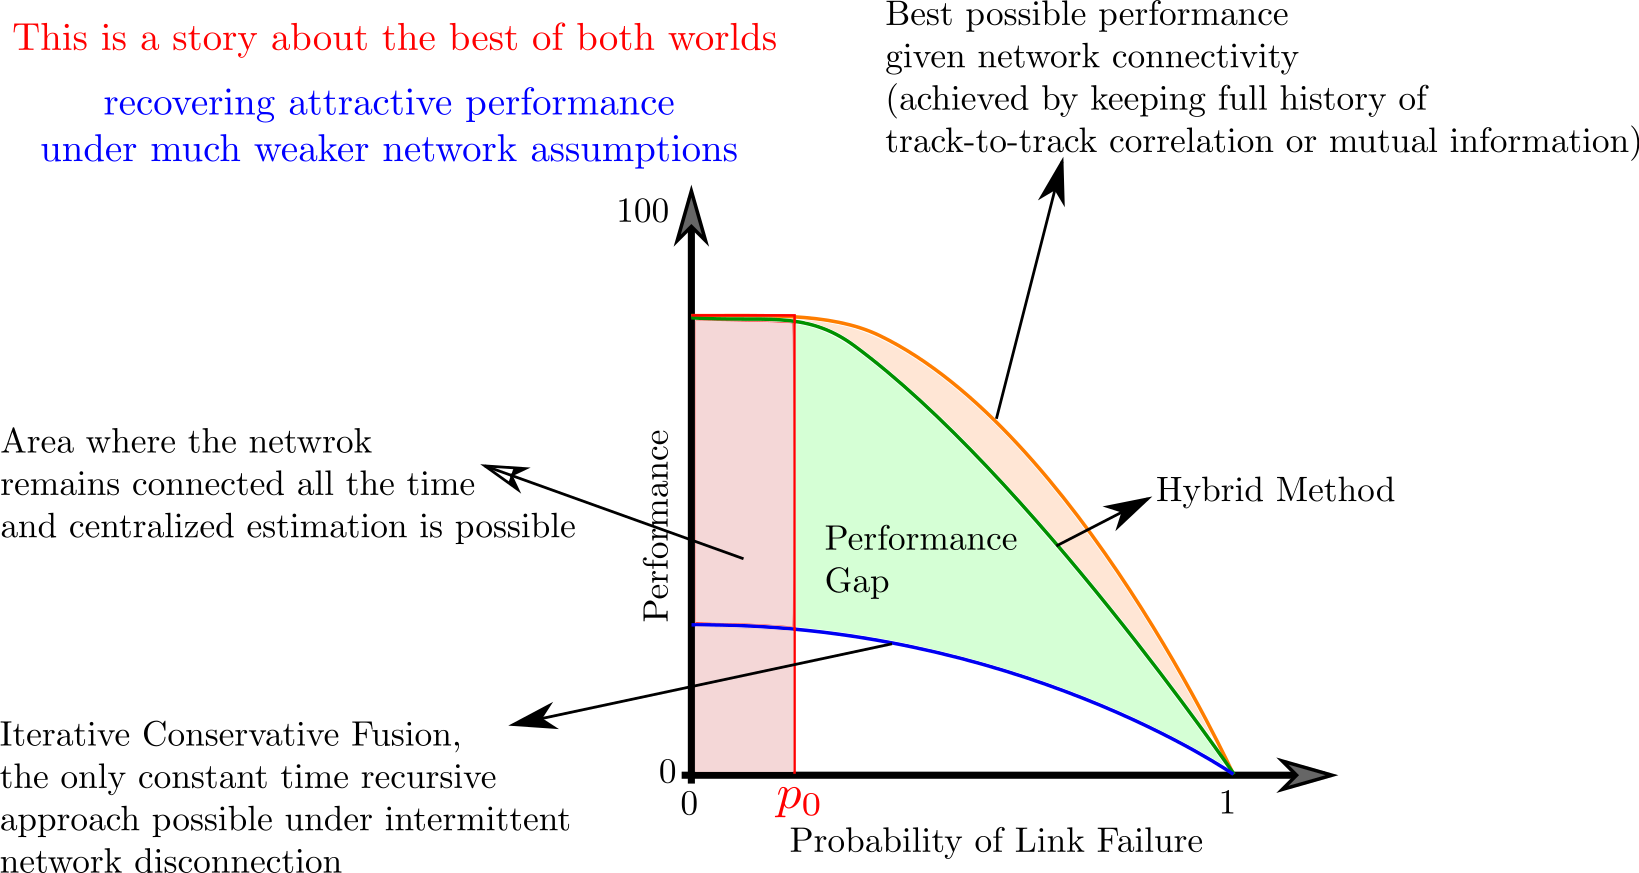 This is a story about the best of both worlds
recovering attractive performance
under much weaker network assumptions
Best possible performance
given network connectivity
(achieved by keeping full history of
track-to-track correlation or mutual information)
100
Area where the netwrok
remains connected all the time
and centralized estimation is possible
Performance
Hybrid Method
Performance
Gap
Iterative Conservative Fusion,
the only constant time recursive
approach possible under intermittent
network disconnection
0
0
p0
1
Probability of Link Failure